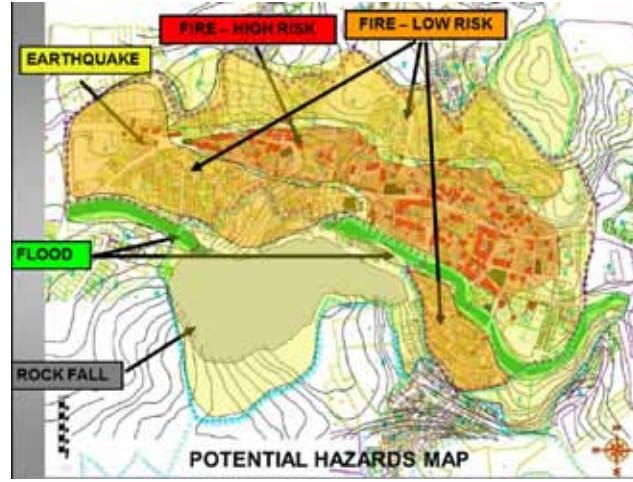 FIRE – HIGH RISK
FIRE – LOW RISK
EARTHQUAKE
FLOOD
ROCK FALL
POTENTIAL HAZARDS MAP